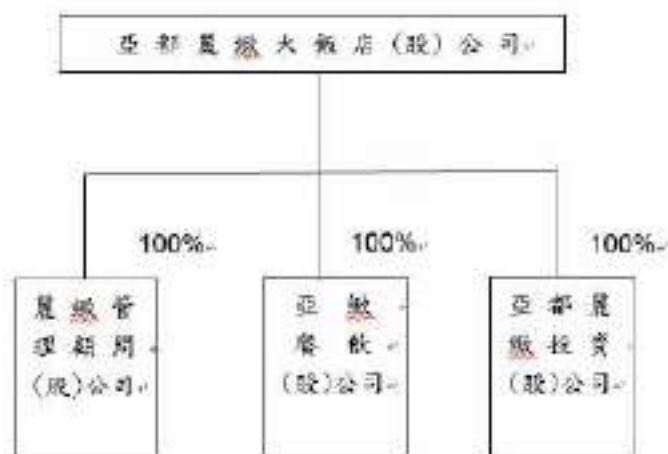 亞都麗緻大飯店(股)公司
100%
100%
100%
麗緻管
理顧問
(股)公司
亞緻
餐飲
(股)公司
亞都麗
緻投資
(股)公司